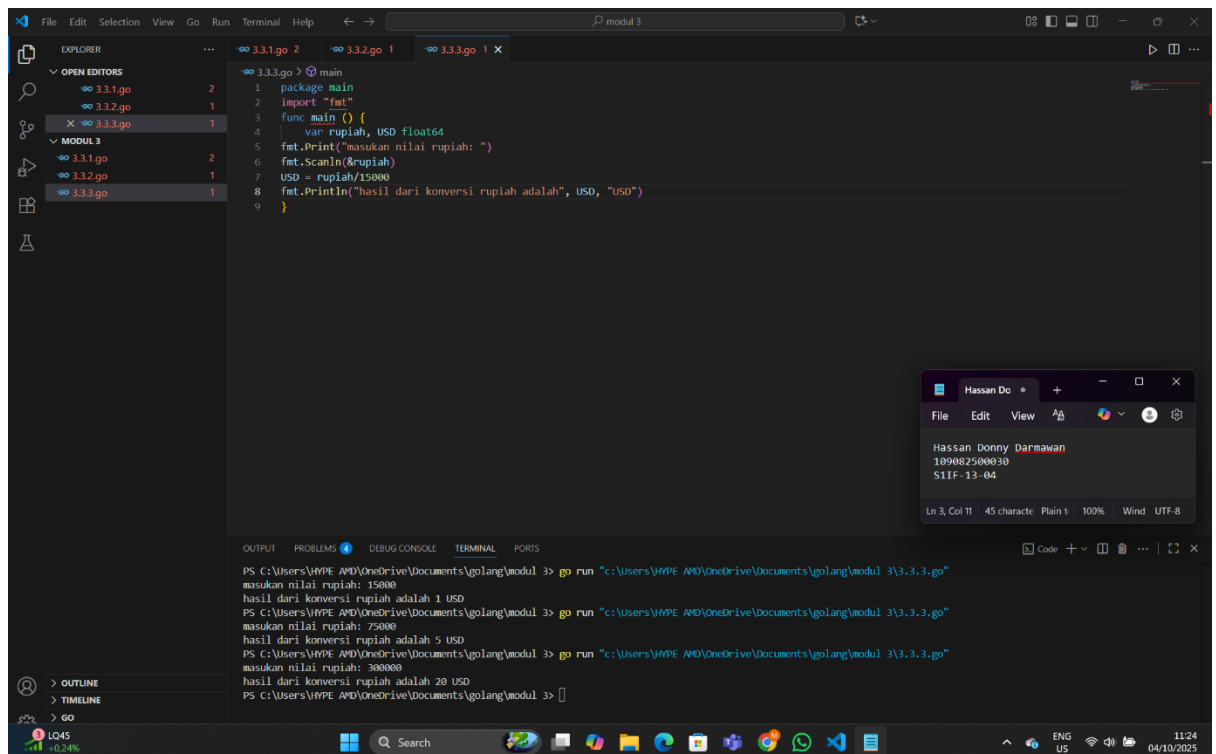 File Edit Selection View Go Run Terminal Help
modul 3
EXPLORER
3.3.1.go 2
3.3.2.go 1
3.3.3.go 1
OPEN EDITORS
3.3.1.go 2
3.3.2.go 1
3.3.3.go 1
MODUL 3
3.3.1.go 2
3.3.2.go 1
3.3.3.go 1
3.3.3.go > main
1 package main
2 import "fmt"
3 func main () {
4 var rupiah, USD float64
5 fmt.Print("masukan nilai rupiah: ")
6 fmt.Scanln(&rupiah)
7 USD = rupiah/15000
8 fmt.Println("hasil dari konversi rupiah adalah", USD, "USD")
9 }
Hassan Do
File Edit View
Hassan Donny Darmawan
109082500030
S1IF-13-04
Ln 3, Col 11 45 characte Plain t 100% Wind UTF-8
OUTPUT PROBLEMS 4 DEBUG CONSOLE TERMINAL PORTS
Code
PS C:\Users\HYPE AMD\OneDrive\Documents\golang\modul 3> go run "c:\Users\HYPE AMD\OneDrive\Documents\golang\modul 3\3.3.3.go"
masukan nilai rupiah: 15000
hasil dari konversi rupiah adalah 1 USD
PS C:\Users\HYPE AMD\OneDrive\Documents\golang\modul 3> go run "c:\Users\HYPE AMD\OneDrive\Documents\golang\modul 3\3.3.3.go"
masukan nilai rupiah: 75000
hasil dari konversi rupiah adalah 5 USD
PS C:\Users\HYPE AMD\OneDrive\Documents\golang\modul 3> go run "c:\Users\HYPE AMD\OneDrive\Documents\golang\modul 3\3.3.3.go"
masukan nilai rupiah: 300000
hasil dari konversi rupiah adalah 20 USD
PS C:\Users\HYPE AMD\OneDrive\Documents\golang\modul 3>
OUTLINE
TIMELINE
GO
3
LQ45
+0,24%
Search
ENG
US
11:24
04/10/2025